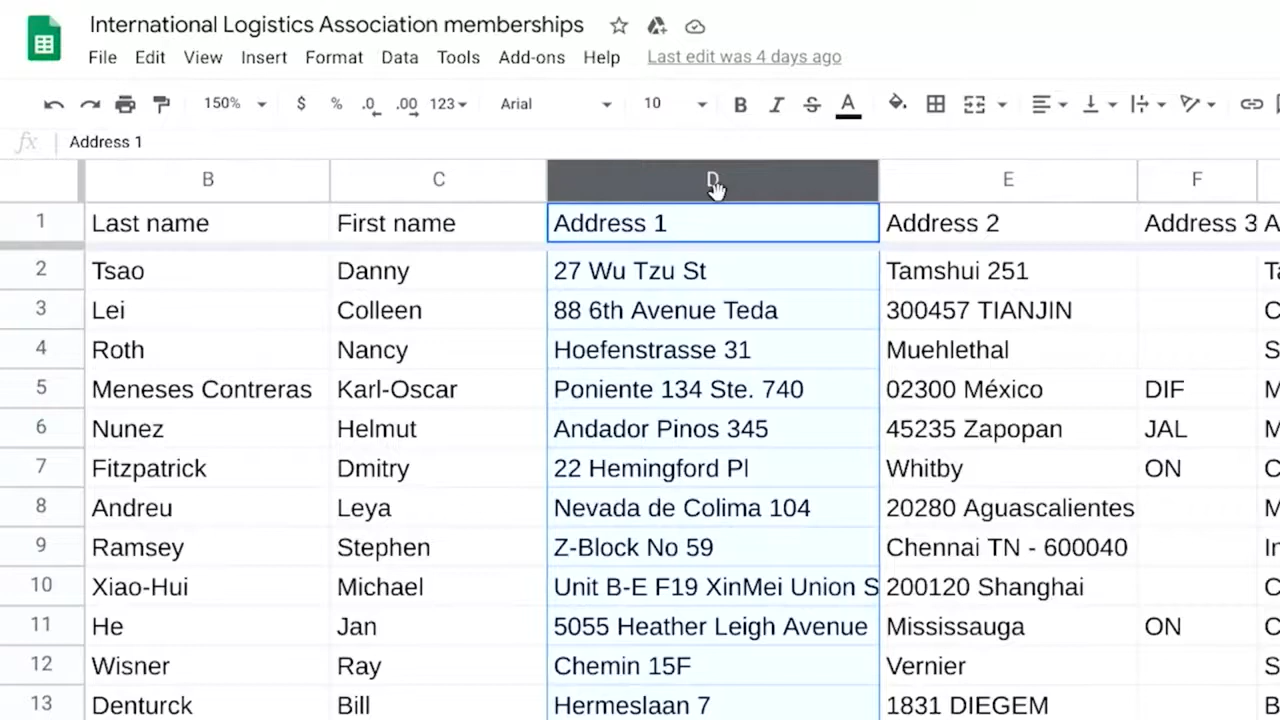 International Logistics Association memberships
File Edit View Insert Format Data Tools Add-ons Help Last edit was 4 days ago
150% $ % .0 .00 123 Arial 10 B I S A
fx Address 1
B C D E F
1 Last name First name Address 1 Address 2 Address 3 A
2 Tsao Danny 27 Wu Tzu St Tamshui 251
3 Lei Colleen 88 6th Avenue Teda 300457 TIANJIN
4 Roth Nancy Hoefenstrasse 31 Muehlethal S
5 Meneses Contreras Karl-Oscar Poniente 134 Ste. 740 02300 México DIF M
6 Nunez Helmut Andador Pinos 345 45235 Zapopan JAL M
7 Fitzpatrick Dmitry 22 Hemingford Pl Whitby ON C
8 Andreu Leya Nevada de Colima 104 20280 Aguascalientes M
9 Ramsey Stephen Z-Block No 59 Chennai TN - 600040 In
10 Xiao-Hui Michael Unit B-E F19 XinMei Union S 200120 Shanghai C
11 He Jan 5055 Heather Leigh Avenue Mississauga ON C
12 Wisner Ray Chemin 15F Vernier S
13 Denturck Bill Hermeslaan 7 1831 DIEGEM B